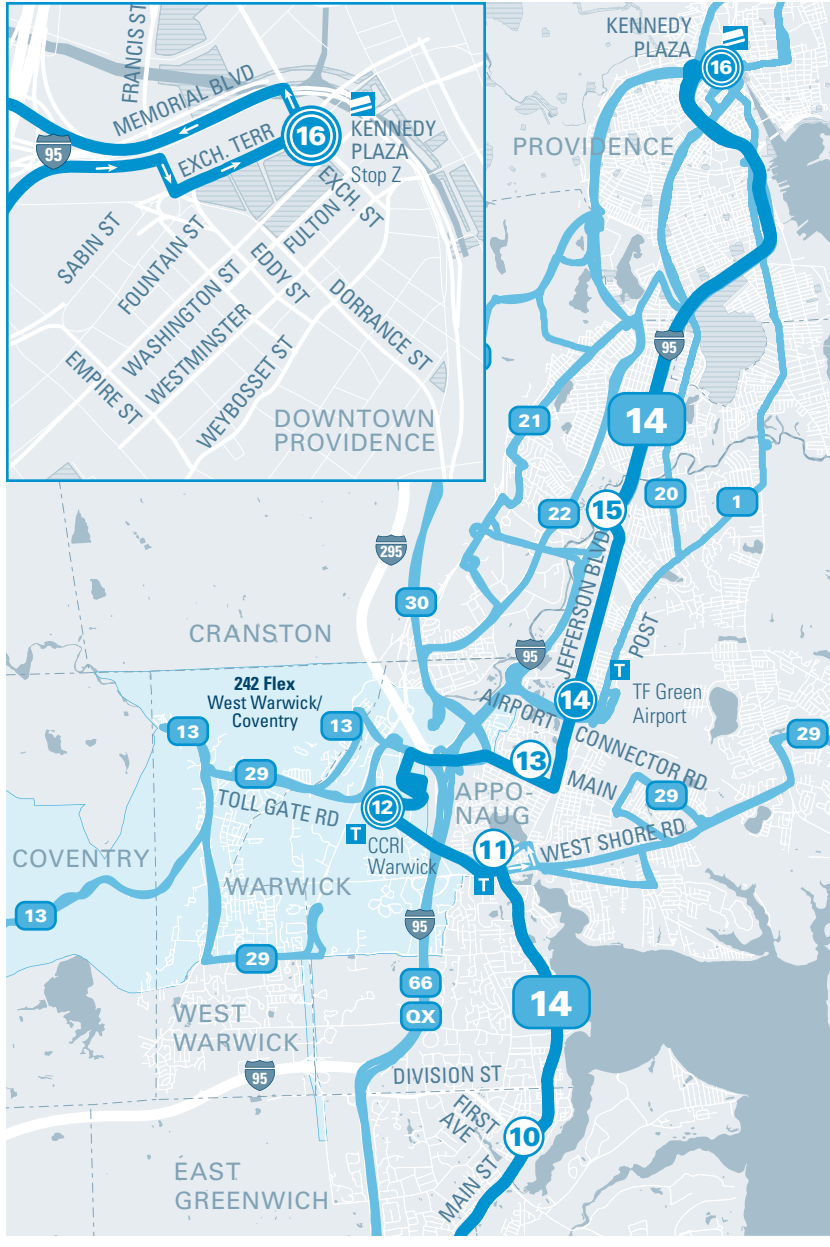 FRANCIS ST
MEMORIAL BLVD
95
EXCH. TERR
16
KENNEDY
PLAZA
Stop Z
EXCH. ST
FULTON
SABIN ST
FOUNTAIN ST
EDDY ST
WASHINGTON ST
DORRANCE ST
WESTMINSTER
EMPIRE ST
WEYBOSSET ST
DOWNTOWN
PROVIDENCE
KENNEDY
PLAZA
16
PROVIDENCE
95
14
21
20
1
22
15
295
JEFFERSON BLVD
30
CRANSTON
POST
95
T
242 Flex
West Warwick/
Coventry
14
TF Green
Airport
AIRPORT CONNECTOR RD
13
13
29
13
29
MAIN
TOLL GATE RD
12
APPO-
NAUG
29
T
CCRI
Warwick
WEST SHORE RD
11
COVENTRY
T
WARWICK
13
95
29
66
14
QX
WEST
WARWICK
95
DIVISION ST
FIRST
AVE
10
EAST
GREENWICH
MAIN ST